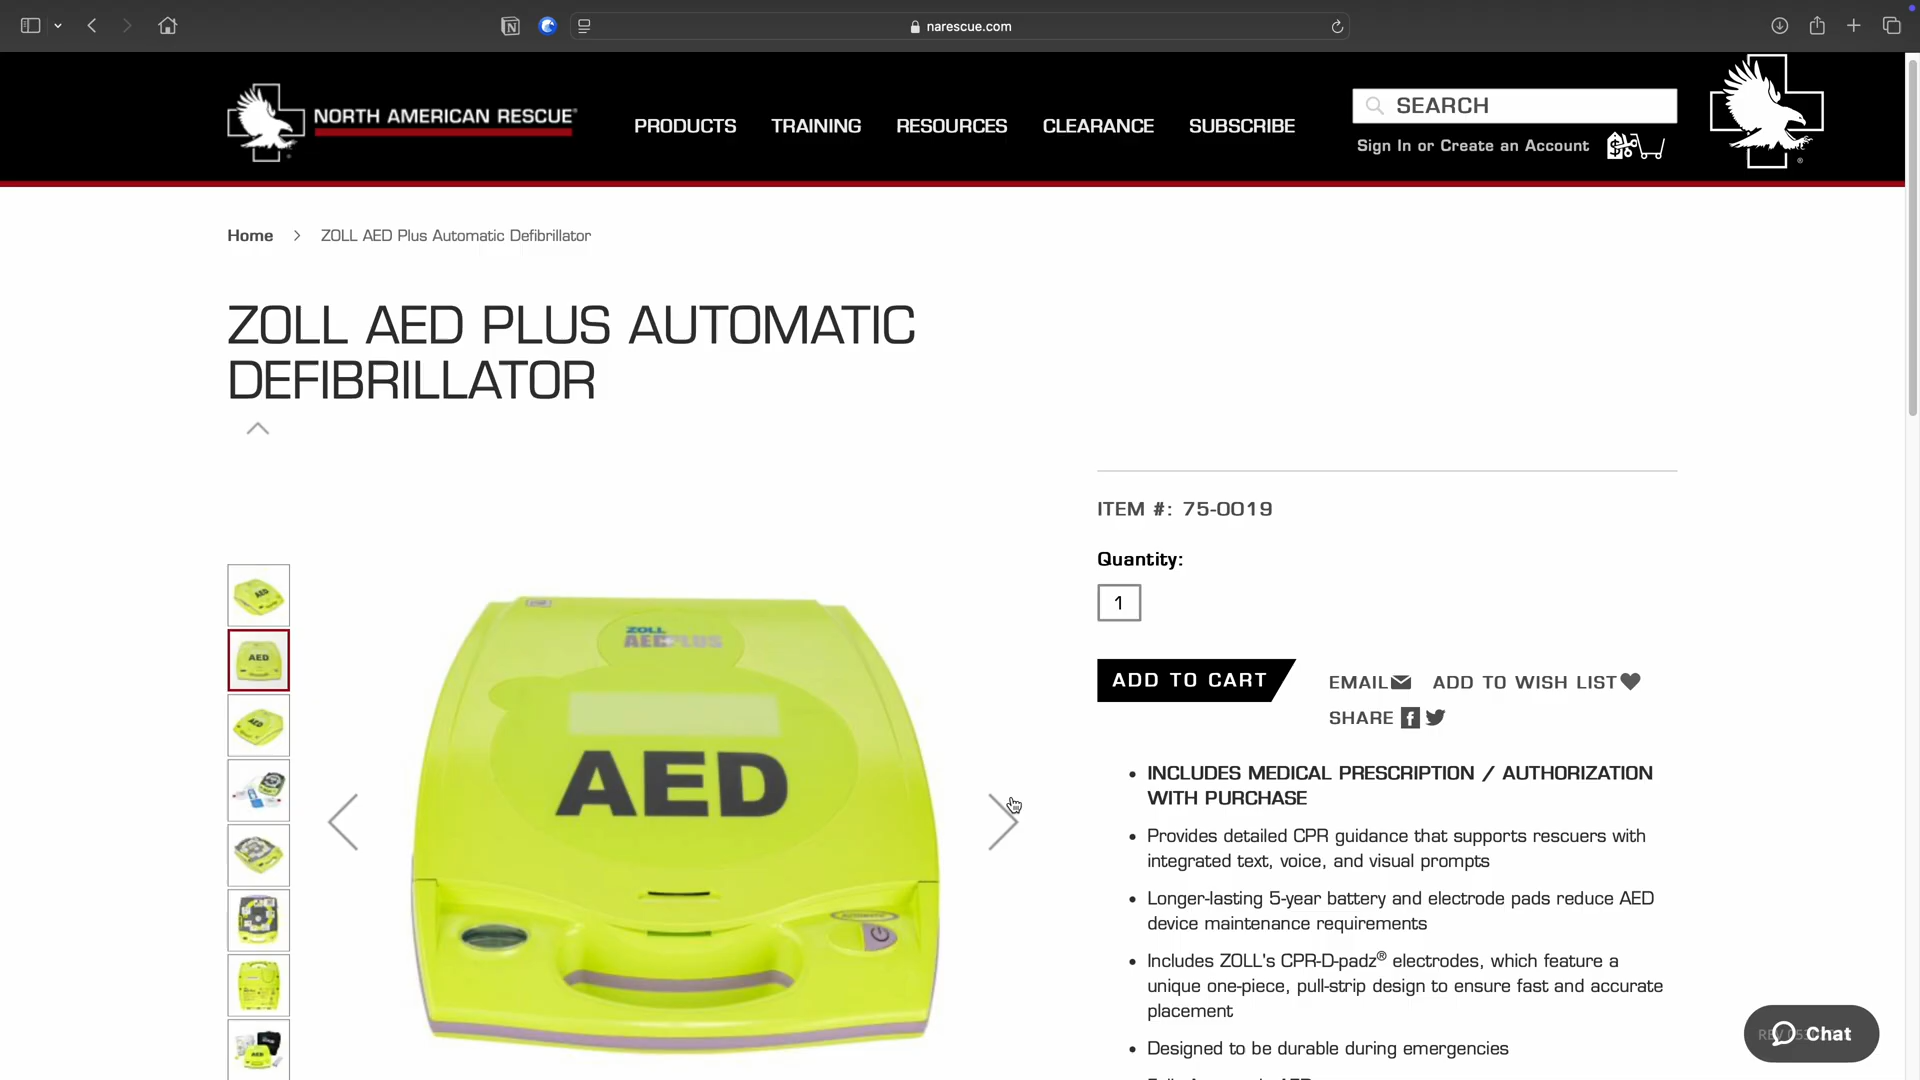 narescue.com
NORTH AMERICAN RESCUE®
PRODUCTS
TRAINING
RESOURCES
CLEARANCE
SUBSCRIBE
SEARCH
Sign In or Create an Account
Home > ZOLL AED Plus Automatic Defibrillator
ZOLL AED PLUS AUTOMATIC
DEFIBRILLATOR
ZOLL
AED PLUS
AED
AUTOMATIC
ITEM #: 75-0019
Quantity:
1
ADD TO CART
EMAIL
ADD TO WISH LIST
SHARE
• INCLUDES MEDICAL PRESCRIPTION / AUTHORIZATION
WITH PURCHASE
• Provides detailed CPR guidance that supports rescuers with
integrated text, voice, and visual prompts
• Longer-lasting 5-year battery and electrode pads reduce AED
device maintenance requirements
• Includes ZOLL's CPR-D-padz® electrodes, which feature a
unique one-piece, pull-strip design to ensure fast and accurate
placement
• Designed to be durable during emergencies
Chat